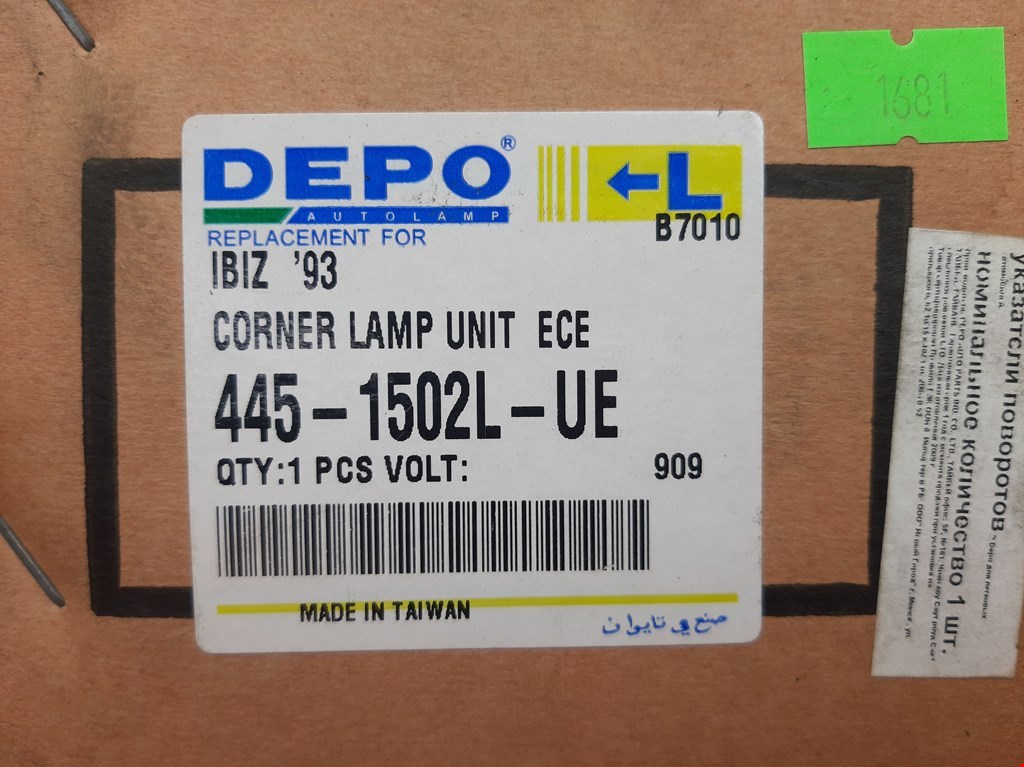 1681
DEPO®
AUTOLAMP
←L
B7010
REPLACEMENT FOR
IBIZ '93
CORNER LAMP UNIT ECE
445-1502L-UE
QTY:1 PCS VOLT:
909
MADE IN TAIWAN
صنع في تايوان
указатели поворотов
номинальное количество 1 шт.